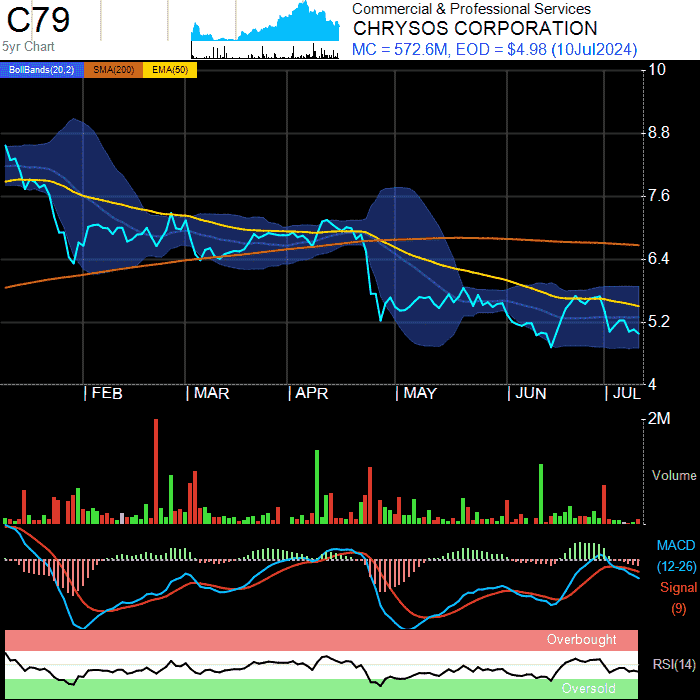 C79
5yr Chart
Commercial & Professional Services
CHRYSOS CORPORATION
MC = 572.6M, EOD = $4.98 (10Jul2024)
BollBands(20,2) SMA(200) EMA(50)
10
8.8
7.6
6.4
5.2
4
FEB MAR APR MAY JUN JUL
2M
Volume
MACD
(12-26)
Signal
(9)
Overbought
RSI(14)
Oversold